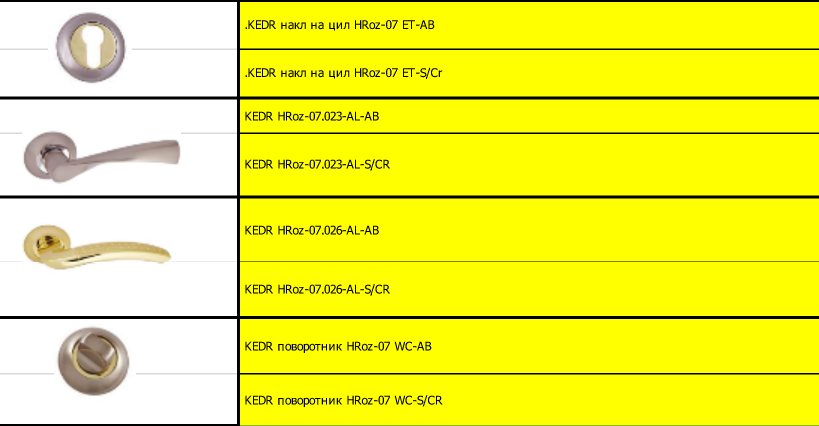 .KEDR накл на цил HRoz-07 ET-AB
.KEDR накл на цил HRoz-07 ET-S/Cr
KEDR HRoz-07.023-AL-AB
KEDR HRoz-07.023-AL-S/CR
KEDR HRoz-07.026-AL-AB
KEDR HRoz-07.026-AL-S/CR
KEDR поворотник HRoz-07 WC-AB
KEDR поворотник HRoz-07 WC-S/CR